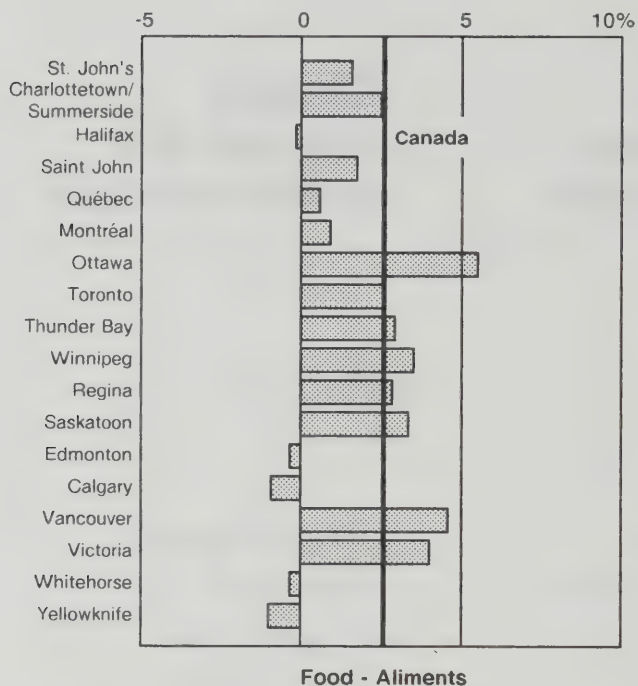 -5 0 5 10%
St. John's
Charlottetown/
Summerside
Halifax
Canada
Saint John
Québec
Montréal
Ottawa
Toronto
Thunder Bay
Winnipeg
Regina
Saskatoon
Edmonton
Calgary
Vancouver
Victoria
Whitehorse
Yellowknife
Food - Aliments